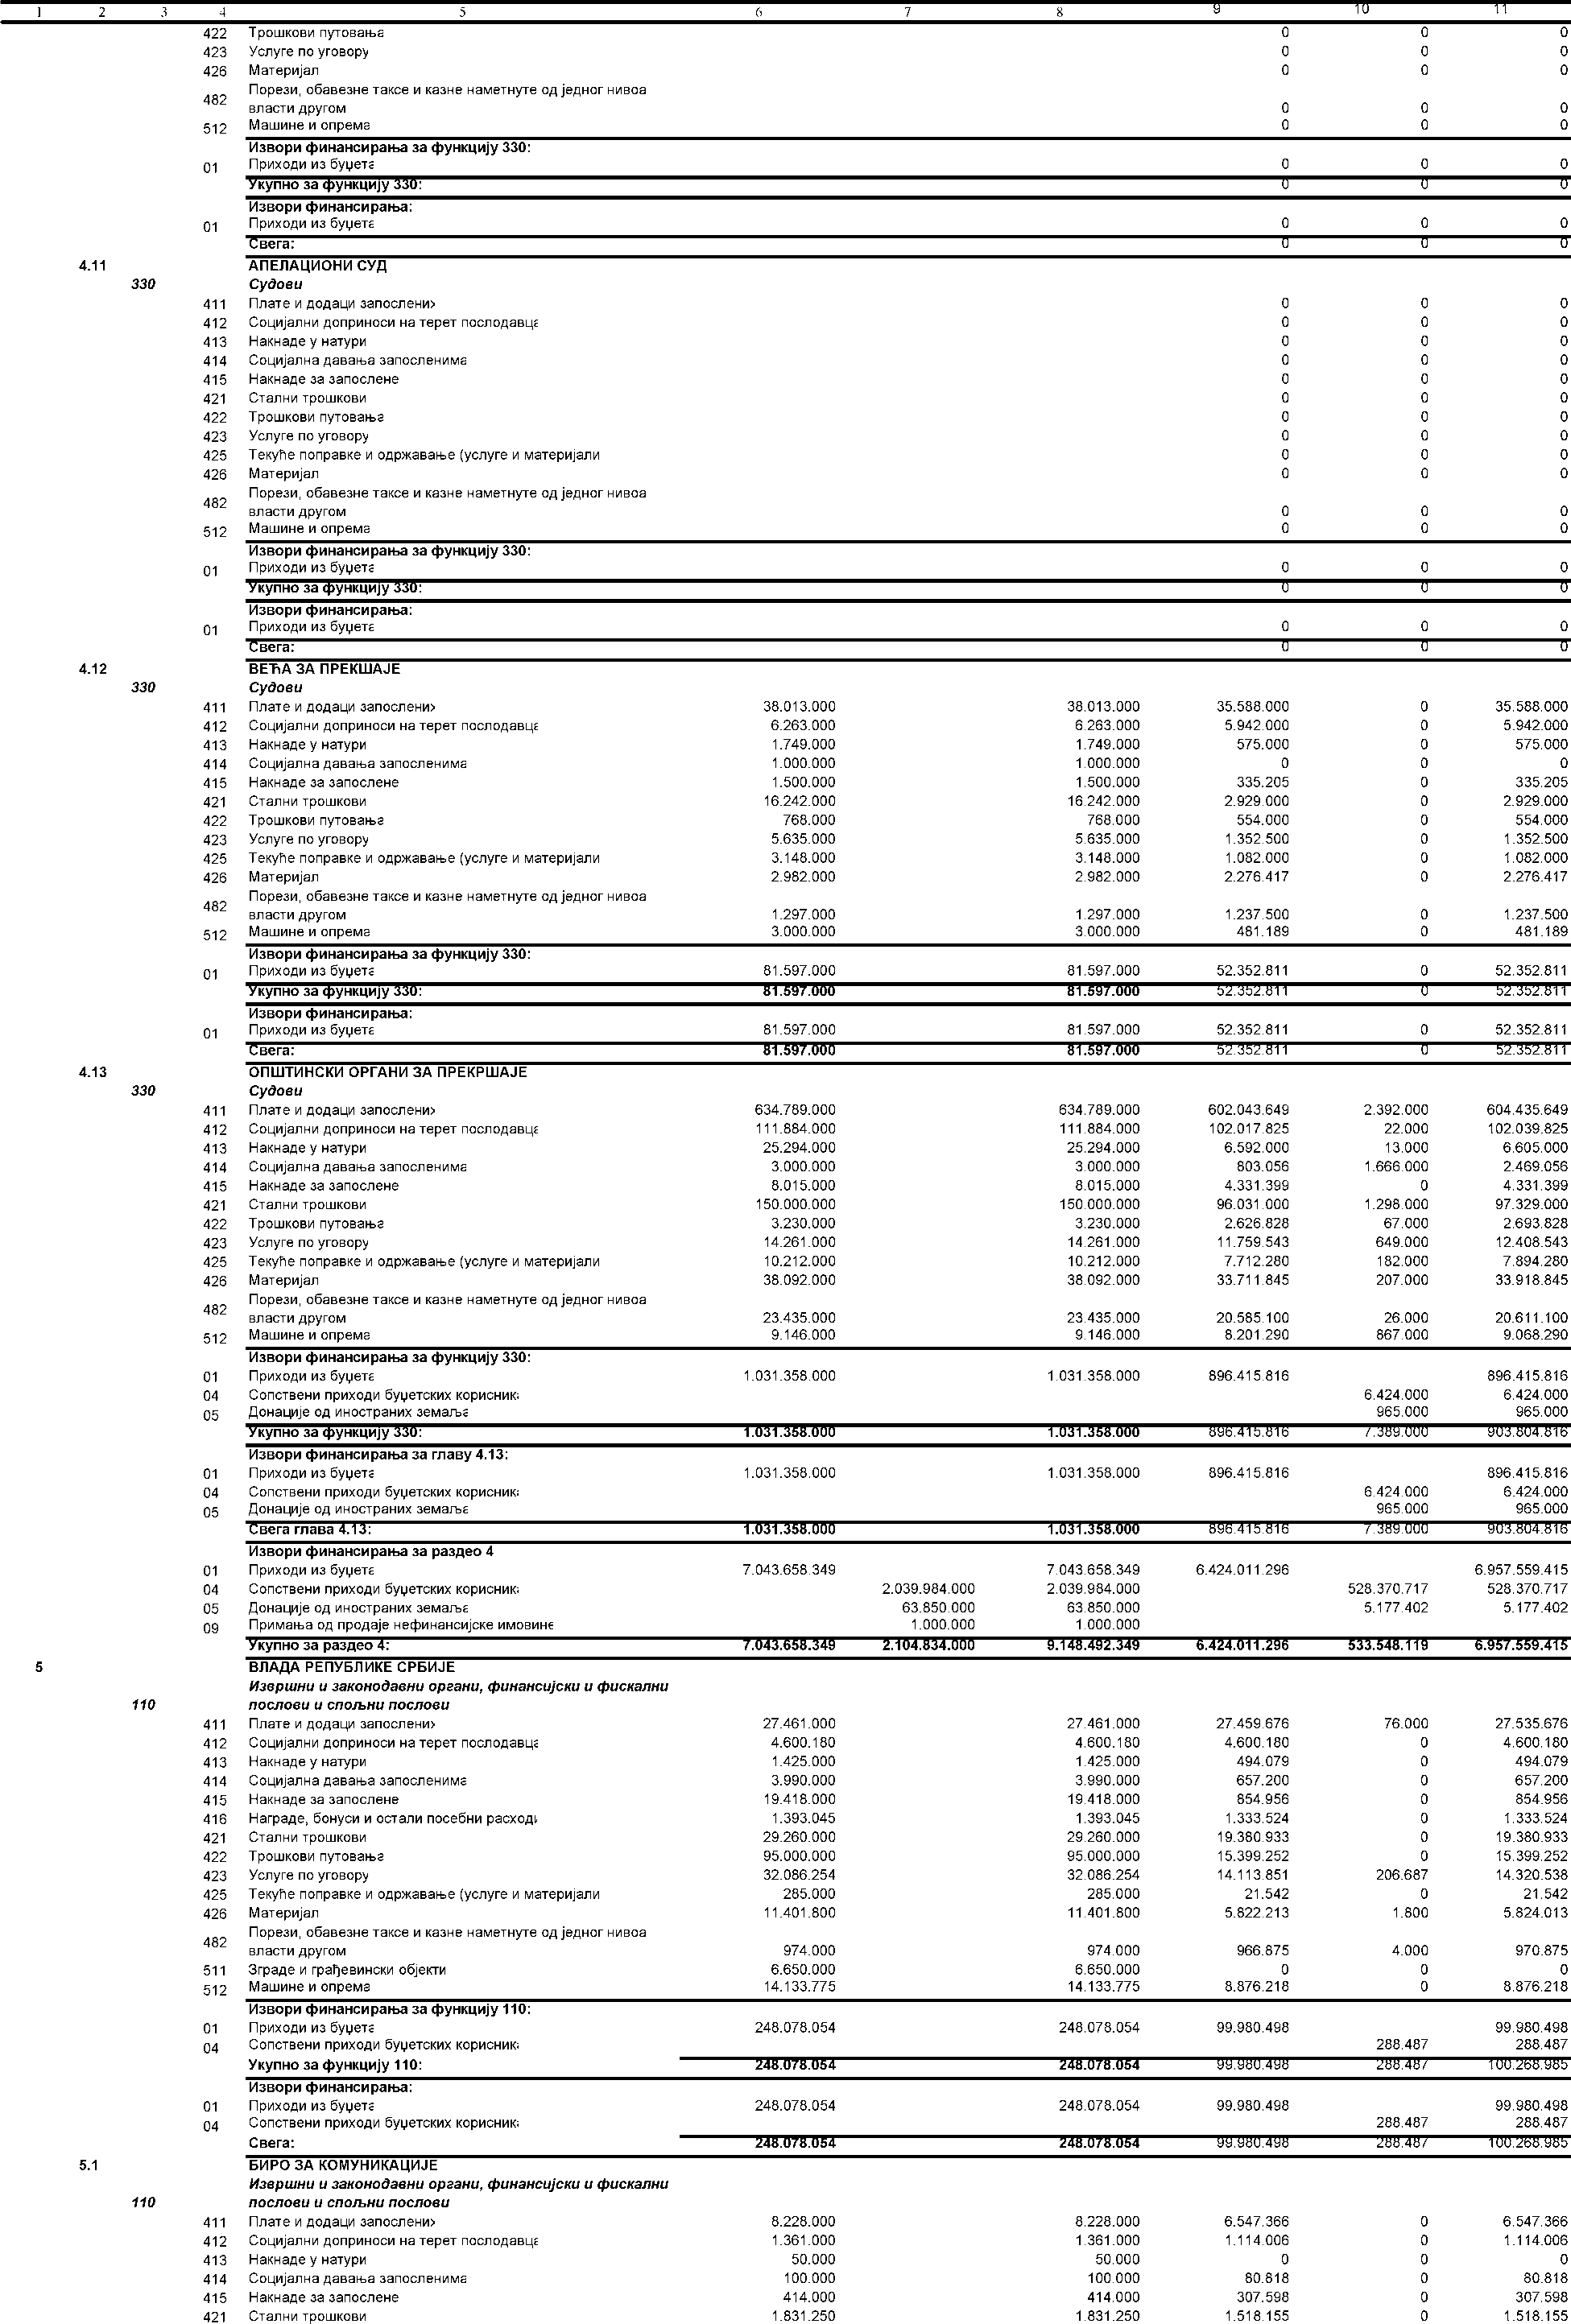 1 2 3 4 5 6 7 8 9 10 11
422 Трошкови путовања 0 0 0
423 Услуге по уговору 0 0 0
426 Материјал 0 0 0
Порези, обавезне таксе и казне наметнуте од једног нивоа
482 власти другом 0 0 0
512 Машине и опрема 0 0 0
Извори финансирања за функцију 330:
01 Приходи из буџета 0 0 0
Укупно за функцију 330: 0 0 0
Извори финансирања:
01 Приходи из буџета 0 0 0
Свега: 0 0 0
4.11 АПЕЛАЦИОНИ СУД
330 Судови
411 Плате и додаци запослених 0 0 0
412 Социјални доприноси на терет послодавца 0 0 0
413 Накнаде у натури 0 0 0
414 Социјална давања запосленима 0 0 0
415 Накнаде за запослене 0 0 0
421 Стални трошкови 0 0 0
422 Трошкови путовања 0 0 0
423 Услуге по уговору 0 0 0
425 Текуће поправке и одржавање (услуге и материјали 0 0 0
426 Материјал 0 0 0
Порези, обавезне таксе и казне наметнуте од једног нивоа
482 власти другом 0 0 0
512 Машине и опрема 0 0 0
Извори финансирања за функцију 330:
01 Приходи из буџета 0 0 0
Укупно за функцију 330: 0 0 0
Извори финансирања:
01 Приходи из буџета 0 0 0
Свега: 0 0 0
4.12 ВЕЋА ЗА ПРЕКШАЈЕ
330 Судови
411 Плате и додаци запослених 38.013.000 38.013.000 35.588.000 0 35.588.000
412 Социјални доприноси на терет послодавца 6.263.000 6.263.000 5.942.000 0 5.942.000
413 Накнаде у натури 1.749.000 1.749.000 575.000 0 575.000
414 Социјална давања запосленима 1.000.000 1.000.000 0 0 0
415 Накнаде за запослене 1.500.000 1.500.000 335.205 0 335.205
421 Стални трошкови 16.242.000 16.242.000 2.929.000 0 2.929.000
422 Трошкови путовања 768.000 768.000 554.000 0 554.000
423 Услуге по уговору 5.635.000 5.635.000 1.352.500 0 1.352.500
425 Текуће поправке и одржавање (услуге и материјали 3.148.000 3.148.000 1.082.000 0 1.082.000
426 Материјал 2.982.000 2.982.000 2.276.417 0 2.276.417
Порези, обавезне таксе и казне наметнуте од једног нивоа
482 власти другом 1.297.000 1.297.000 1.237.500 0 1.237.500
512 Машине и опрема 3.000.000 3.000.000 481.189 0 481.189
Извори финансирања за функцију 330:
01 Приходи из буџета 81.597.000 81.597.000 52.352.811 0 52.352.811
Укупно за функцију 330: 81.597.000 81.597.000 52.352.811 0 52.352.811
Извори финансирања:
01 Приходи из буџета 81.597.000 81.597.000 52.352.811 0 52.352.811
Свега: 81.597.000 81.597.000 52.352.811 0 52.352.811
4.13 ОПШТИНСКИ ОРГАНИ ЗА ПРЕКРШАЈЕ
330 Судови
411 Плате и додаци запослених 634.789.000 634.789.000 602.043.649 2.392.000 604.435.649
412 Социјални доприноси на терет послодавца 111.884.000 111.884.000 102.017.825 22.000 102.039.825
413 Накнаде у натури 25.294.000 25.294.000 6.592.000 13.000 6.605.000
414 Социјална давања запосленима 3.000.000 3.000.000 803.056 1.666.000 2.469.056
415 Накнаде за запослене 8.015.000 8.015.000 4.331.399 0 4.331.399
421 Стални трошкови 150.000.000 150.000.000 96.031.000 1.298.000 97.329.000
422 Трошкови путовања 3.230.000 3.230.000 2.626.828 67.000 2.693.828
423 Услуге по уговору 14.261.000 14.261.000 11.759.543 649.000 12.408.543
425 Текуће поправке и одржавање (услуге и материјали 10.212.000 10.212.000 7.712.280 182.000 7.894.280
426 Материјал 38.092.000 38.092.000 33.711.845 207.000 33.918.845
Порези, обавезне таксе и казне наметнуте од једног нивоа
482 власти другом 23.435.000 23.435.000 20.585.100 26.000 20.611.100
512 Машине и опрема 9.146.000 9.146.000 8.201.290 867.000 9.068.290
Извори финансирања за функцију 330:
01 Приходи из буџета 1.031.358.000 1.031.358.000 896.415.816 896.415.816
04 Сопствени приходи буџетских корисника 6.424.000 6.424.000
05 Донације од иностраних земаља 965.000 965.000
Укупно за функцију 330: 1.031.358.000 1.031.358.000 896.415.816 7.389.000 903.804.816
Извори финансирања за главу 4.13:
01 Приходи из буџета 1.031.358.000 1.031.358.000 896.415.816 896.415.816
04 Сопствени приходи буџетских корисника 6.424.000 6.424.000
05 Донације од иностраних земаља 965.000 965.000
Свега глава 4.13: 1.031.358.000 1.031.358.000 896.415.816 7.389.000 903.804.816
Извори финансирања за раздео 4
01 Приходи из буџета 7.043.658.349 7.043.658.349 6.424.011.296 6.957.559.415
04 Сопствени приходи буџетских корисника 2.039.984.000 2.039.984.000 528.370.717 528.370.717
05 Донације од иностраних земаља 63.850.000 63.850.000 5.177.402 5.177.402
09 Примања од продаје нефинансијске имовине 1.000.000 1.000.000
Укупно за раздео 4: 7.043.658.349 2.104.834.000 9.148.492.349 6.424.011.296 533.548.119 6.957.559.415
5 ВЛАДА РЕПУБЛИКЕ СРБИЈЕ
Извршни и законодавни органи, финансијски и фискални
110 послови и спољни послови
411 Плате и додаци запослених 27.461.000 27.461.000 27.459.676 76.000 27.535.676
412 Социјални доприноси на терет послодавца 4.600.180 4.600.180 4.600.180 0 4.600.180
413 Накнаде у натури 1.425.000 1.425.000 494.079 0 494.079
414 Социјална давања запосленима 3.990.000 3.990.000 657.200 0 657.200
415 Накнаде за запослене 19.418.000 19.418.000 854.956 0 854.956
416 Награде, бонуси и остали посебни расходи 1.393.045 1.393.045 1.333.524 0 1.333.524
421 Стални трошкови 29.260.000 29.260.000 19.380.933 0 19.380.933
422 Трошкови путовања 95.000.000 95.000.000 15.399.252 0 15.399.252
423 Услуге по уговору 32.086.254 32.086.254 14.113.851 206.687 14.320.538
425 Текуће поправке и одржавање (услуге и материјали 285.000 285.000 21.542 0 21.542
426 Материјал 11.401.800 11.401.800 5.822.213 1.800 5.824.013
Порези, обавезне таксе и казне наметнуте од једног нивоа
482 власти другом 974.000 974.000 966.875 4.000 970.875
511 Зграде и грађевински објекти 6.650.000 6.650.000 0 0 0
512 Машине и опрема 14.133.775 14.133.775 8.876.218 0 8.876.218
Извори финансирања за функцију 110:
01 Приходи из буџета 248.078.054 248.078.054 99.980.498 99.980.498
04 Сопствени приходи буџетских корисника 288.487 288.487
Укупно за функцију 110: 248.078.054 248.078.054 99.980.498 288.487 100.268.985
Извори финансирања:
01 Приходи из буџета 248.078.054 248.078.054 99.980.498 99.980.498
04 Сопствени приходи буџетских корисника 288.487 288.487
Свега: 248.078.054 248.078.054 99.980.498 288.487 100.268.985
5.1 БИРО ЗА КОМУНИКАЦИЈЕ
Извршни и законодавни органи, финансијски и фискални
110 послови и спољни послови
411 Плате и додаци запослених 8.228.000 8.228.000 6.547.366 0 6.547.366
412 Социјални доприноси на терет послодавца 1.361.000 1.361.000 1.114.006 0 1.114.006
413 Накнаде у натури 50.000 50.000 0 0 0
414 Социјална давања запосленима 100.000 100.000 80.818 0 80.818
415 Накнаде за запослене 414.000 414.000 307.598 0 307.598
421 Стални трошкови 1.831.250 1.831.250 1.518.155 0 1.518.155